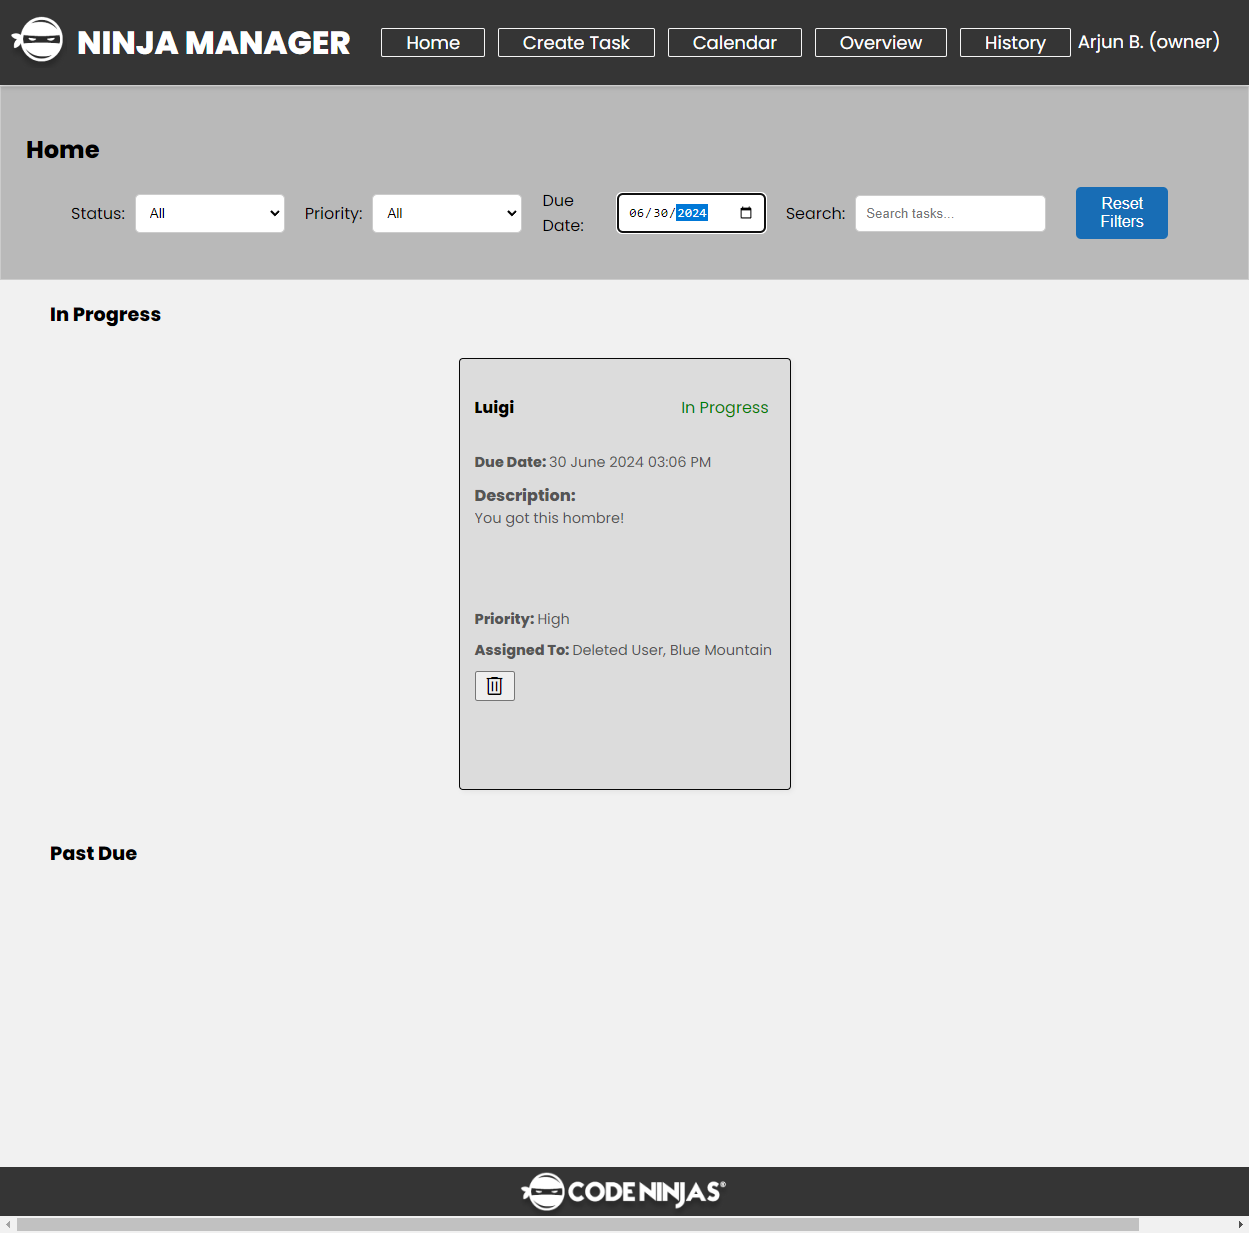 NINJA MANAGER Home Create Task Calendar Overview History Arjun B. (owner)
Home
Status: All Priority: All Due Date: 06/30/2024 Search: Search tasks... Reset Filters
In Progress
Luigi In Progress
Due Date: 30 June 2024 03:06 PM
Description:
You got this hombre!
Priority: High
Assigned To: Deleted User, Blue Mountain
Past Due
CODE NINJAS®